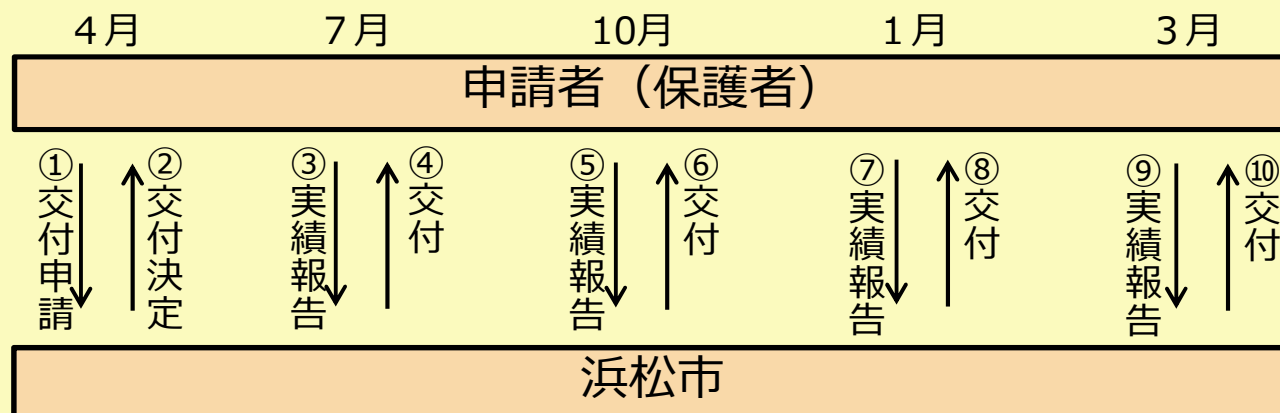 4月
7月
10月
1月
3月
申請者（保護者）
①交付申請
②交付決定
③実績報告
④交付
⑤実績報告
⑥交付
⑦実績報告
⑧交付
⑨実績報告
⑩交付
浜松市